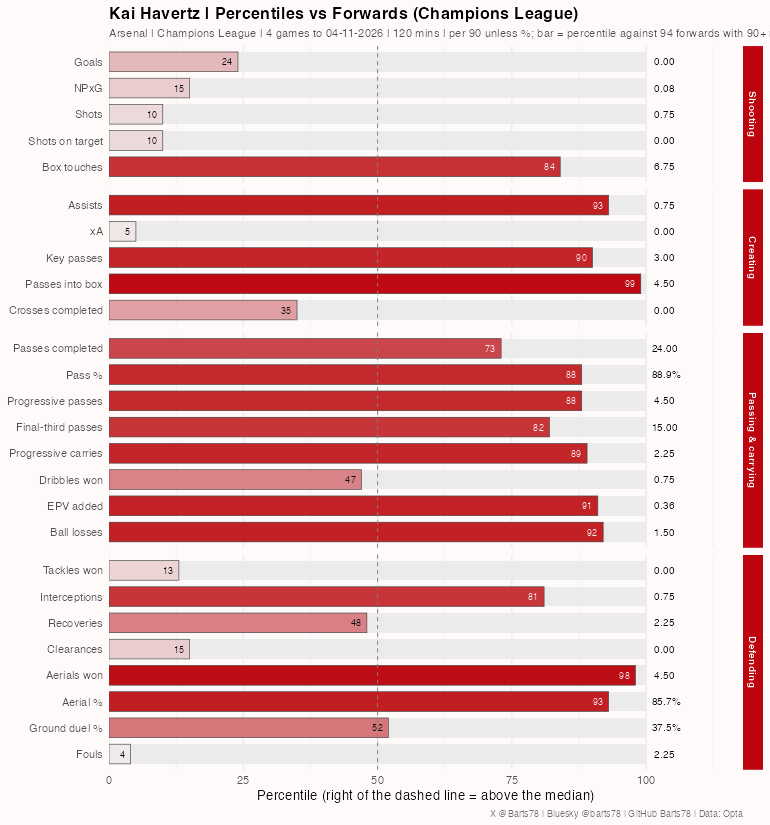 Kai Havertz | Percentiles vs Forwards (Champions League)
Arsenal | Champions League | 4 games to 04-11-2026 | 120 mins | per 90 unless %; bar = percentile against 94 forwards with 90+
Goals 24 0.00
NPxG 15 0.08
Shots 10 0.75
Shots on target 10 0.00
Box touches 84 6.75
Shooting
Assists 93 0.75
xA 5 0.00
Key passes 90 3.00
Passes into box 99 4.50
Crosses completed 35 0.00
Creating
Passes completed 73 24.00
Pass % 88 88.9%
Progressive passes 88 4.50
Final-third passes 82 15.00
Progressive carries 89 2.25
Dribbles won 47 0.75
EPV added 91 0.36
Ball losses 92 1.50
Passing & carrying
Tackles won 13 0.00
Interceptions 81 0.75
Recoveries 48 2.25
Clearances 15 0.00
Aerials won 98 4.50
Aerial % 93 85.7%
Ground duel % 52 37.5%
Fouls 4 2.25
Defending
0 25 50 75 100
Percentile (right of the dashed line = above the median)
X @Barts78 | Bluesky @barts78 | GitHub Barts78 | Data: Opta